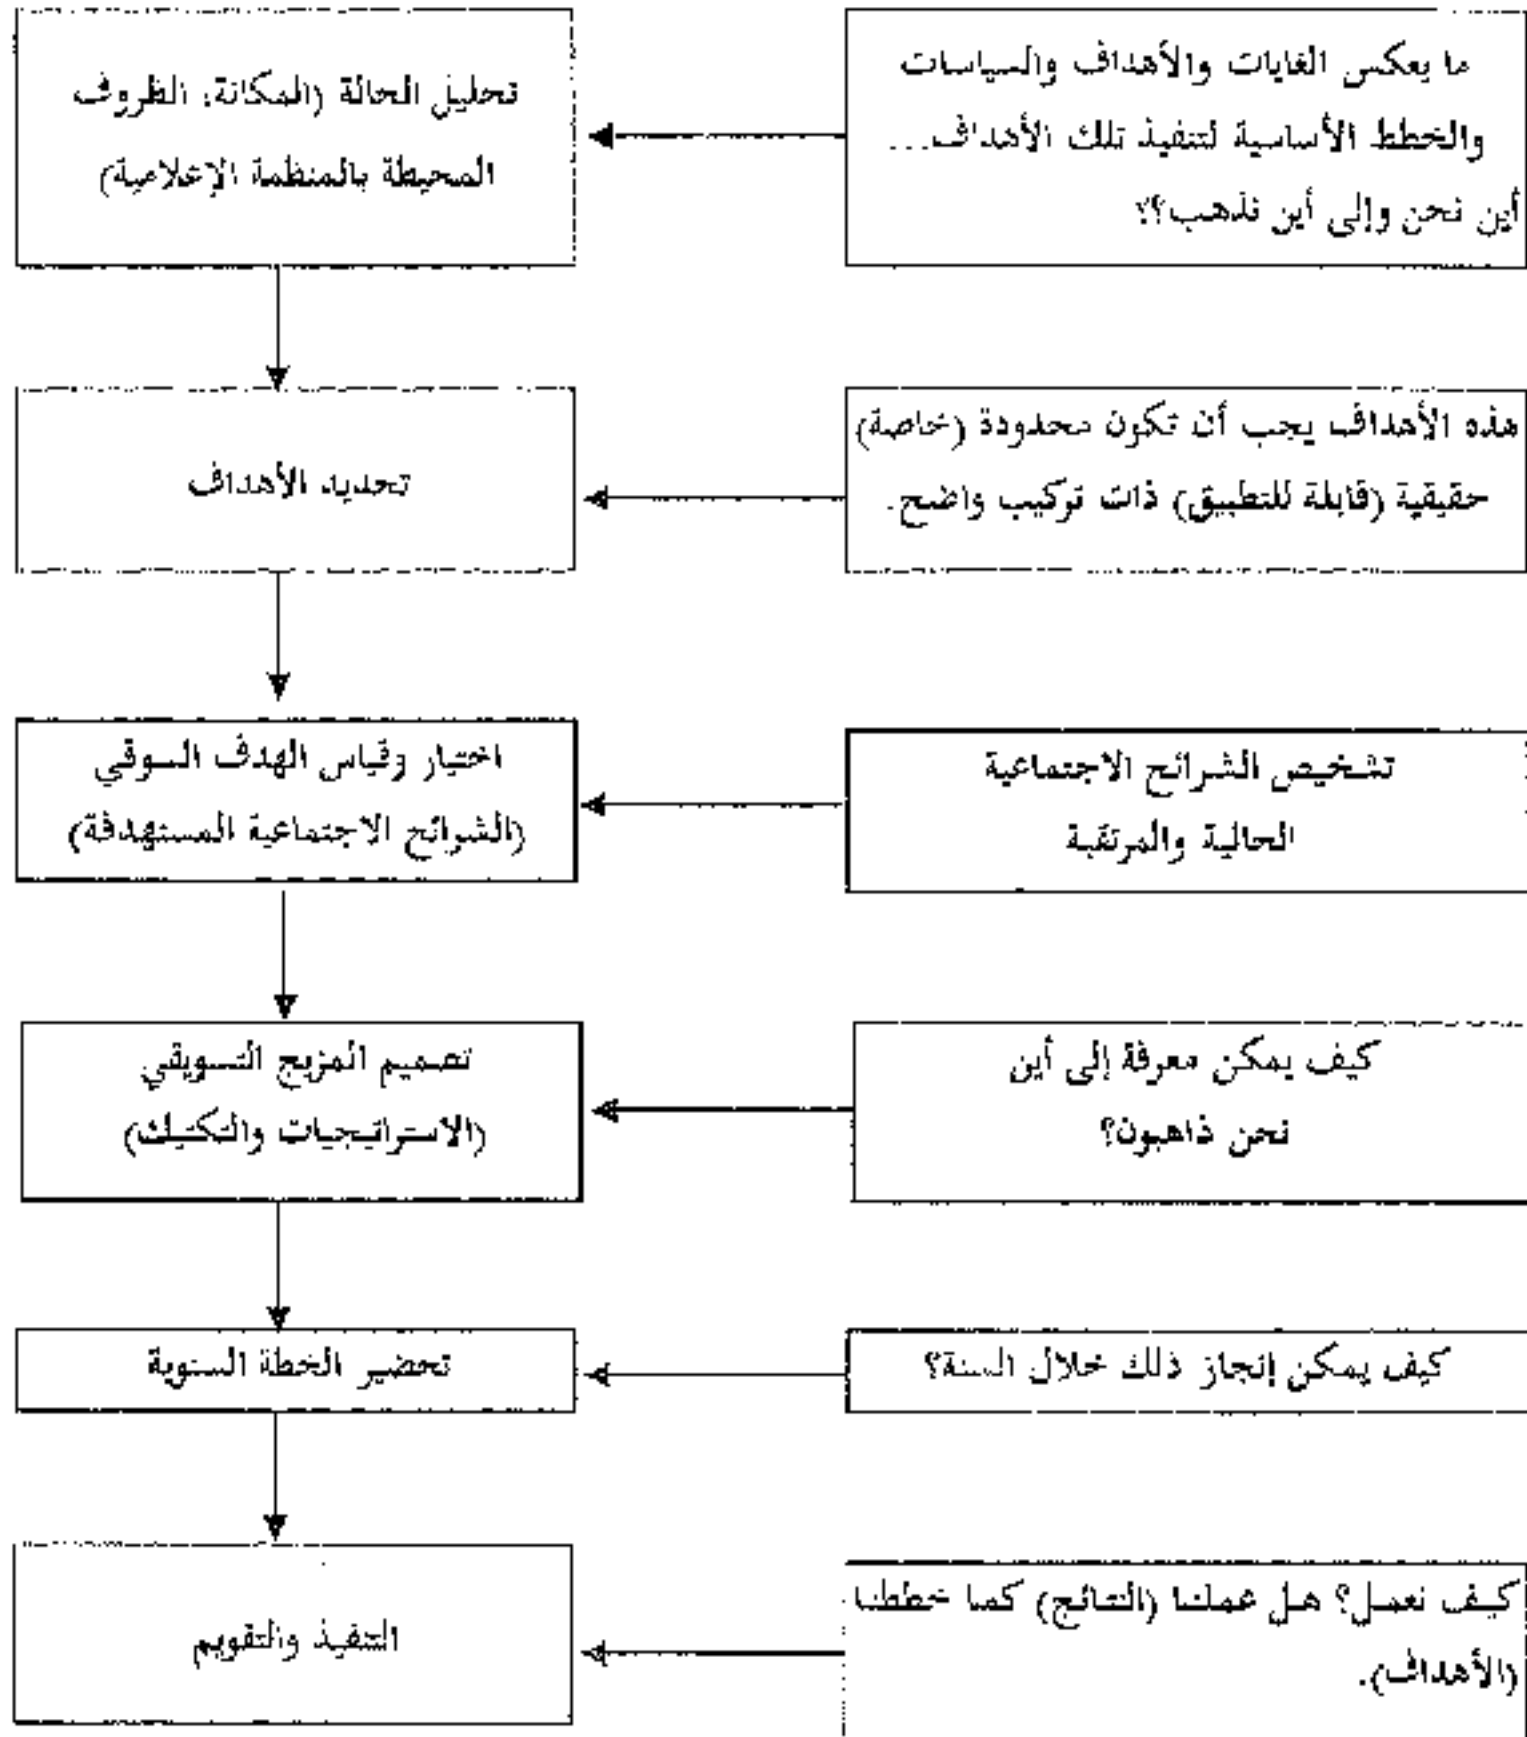 ما يعكس الغايات والأهداف والسياسات
والخطط الأساسية لتنفيذ تلك الأهداف...
أين نحن وإلى أين نذهب؟؟
تحليل الحالة (المكانة، الظروف
المحيطة بالمنظمة الإعلامية)
هذه الأهداف يجب أن تكون محدودة (خاصة)
حقيقية (قابلة للتطبيق) ذات تركيب واضح.
تحديد الأهداف
تشخيص الشرائح الاجتماعية
الحالية والمرتقبة
اختيار وقياس الهدف السوقي
(الشرائح الاجتماعية المستهدفة)
كيف يمكن معرفة إلى أين
نحن ذاهبون؟
تصميم المزيج التسويقي
(الاستراتيجيات والتكتيك)
كيف يمكن إنجاز ذلك خلال السنة؟
تحضير الخطة السنوية
كيف نعمل؟ هل عملنا (النتائج) كما خططنا
(الأهداف).
التنفيذ والتقويم